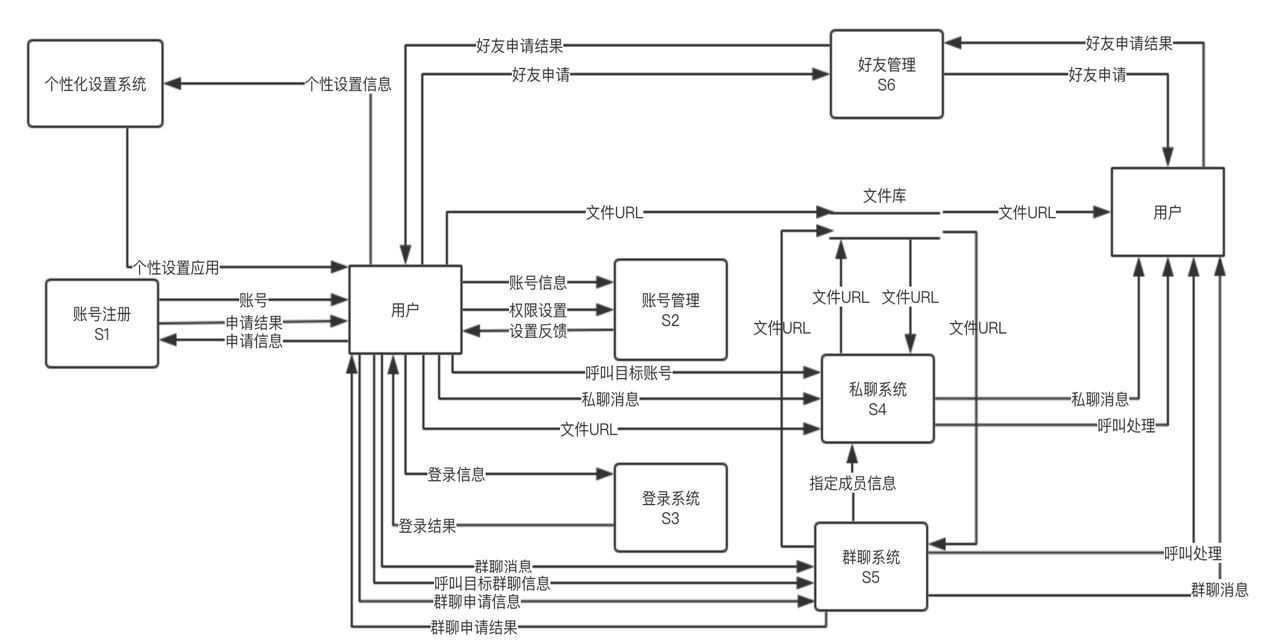 好友申请结果
好友申请
好友管理
S6
好友申请结果
好友申请
个性化设置系统
个性设置信息
文件库
文件URL
文件URL
用户
个性设置应用
账号注册
S1
账号
申请结果
申请信息
用户
账号信息
权限设置
设置反馈
账号管理
S2
文件URL
文件URL
文件URL
文件URL
呼叫目标账号
私聊消息
文件URL
私聊系统
S4
私聊消息
呼叫处理
登录信息
登录结果
登录系统
S3
指定成员信息
群聊系统
S5
群聊消息
呼叫目标群聊信息
群聊申请信息
群聊申请结果
呼叫处理
群聊消息